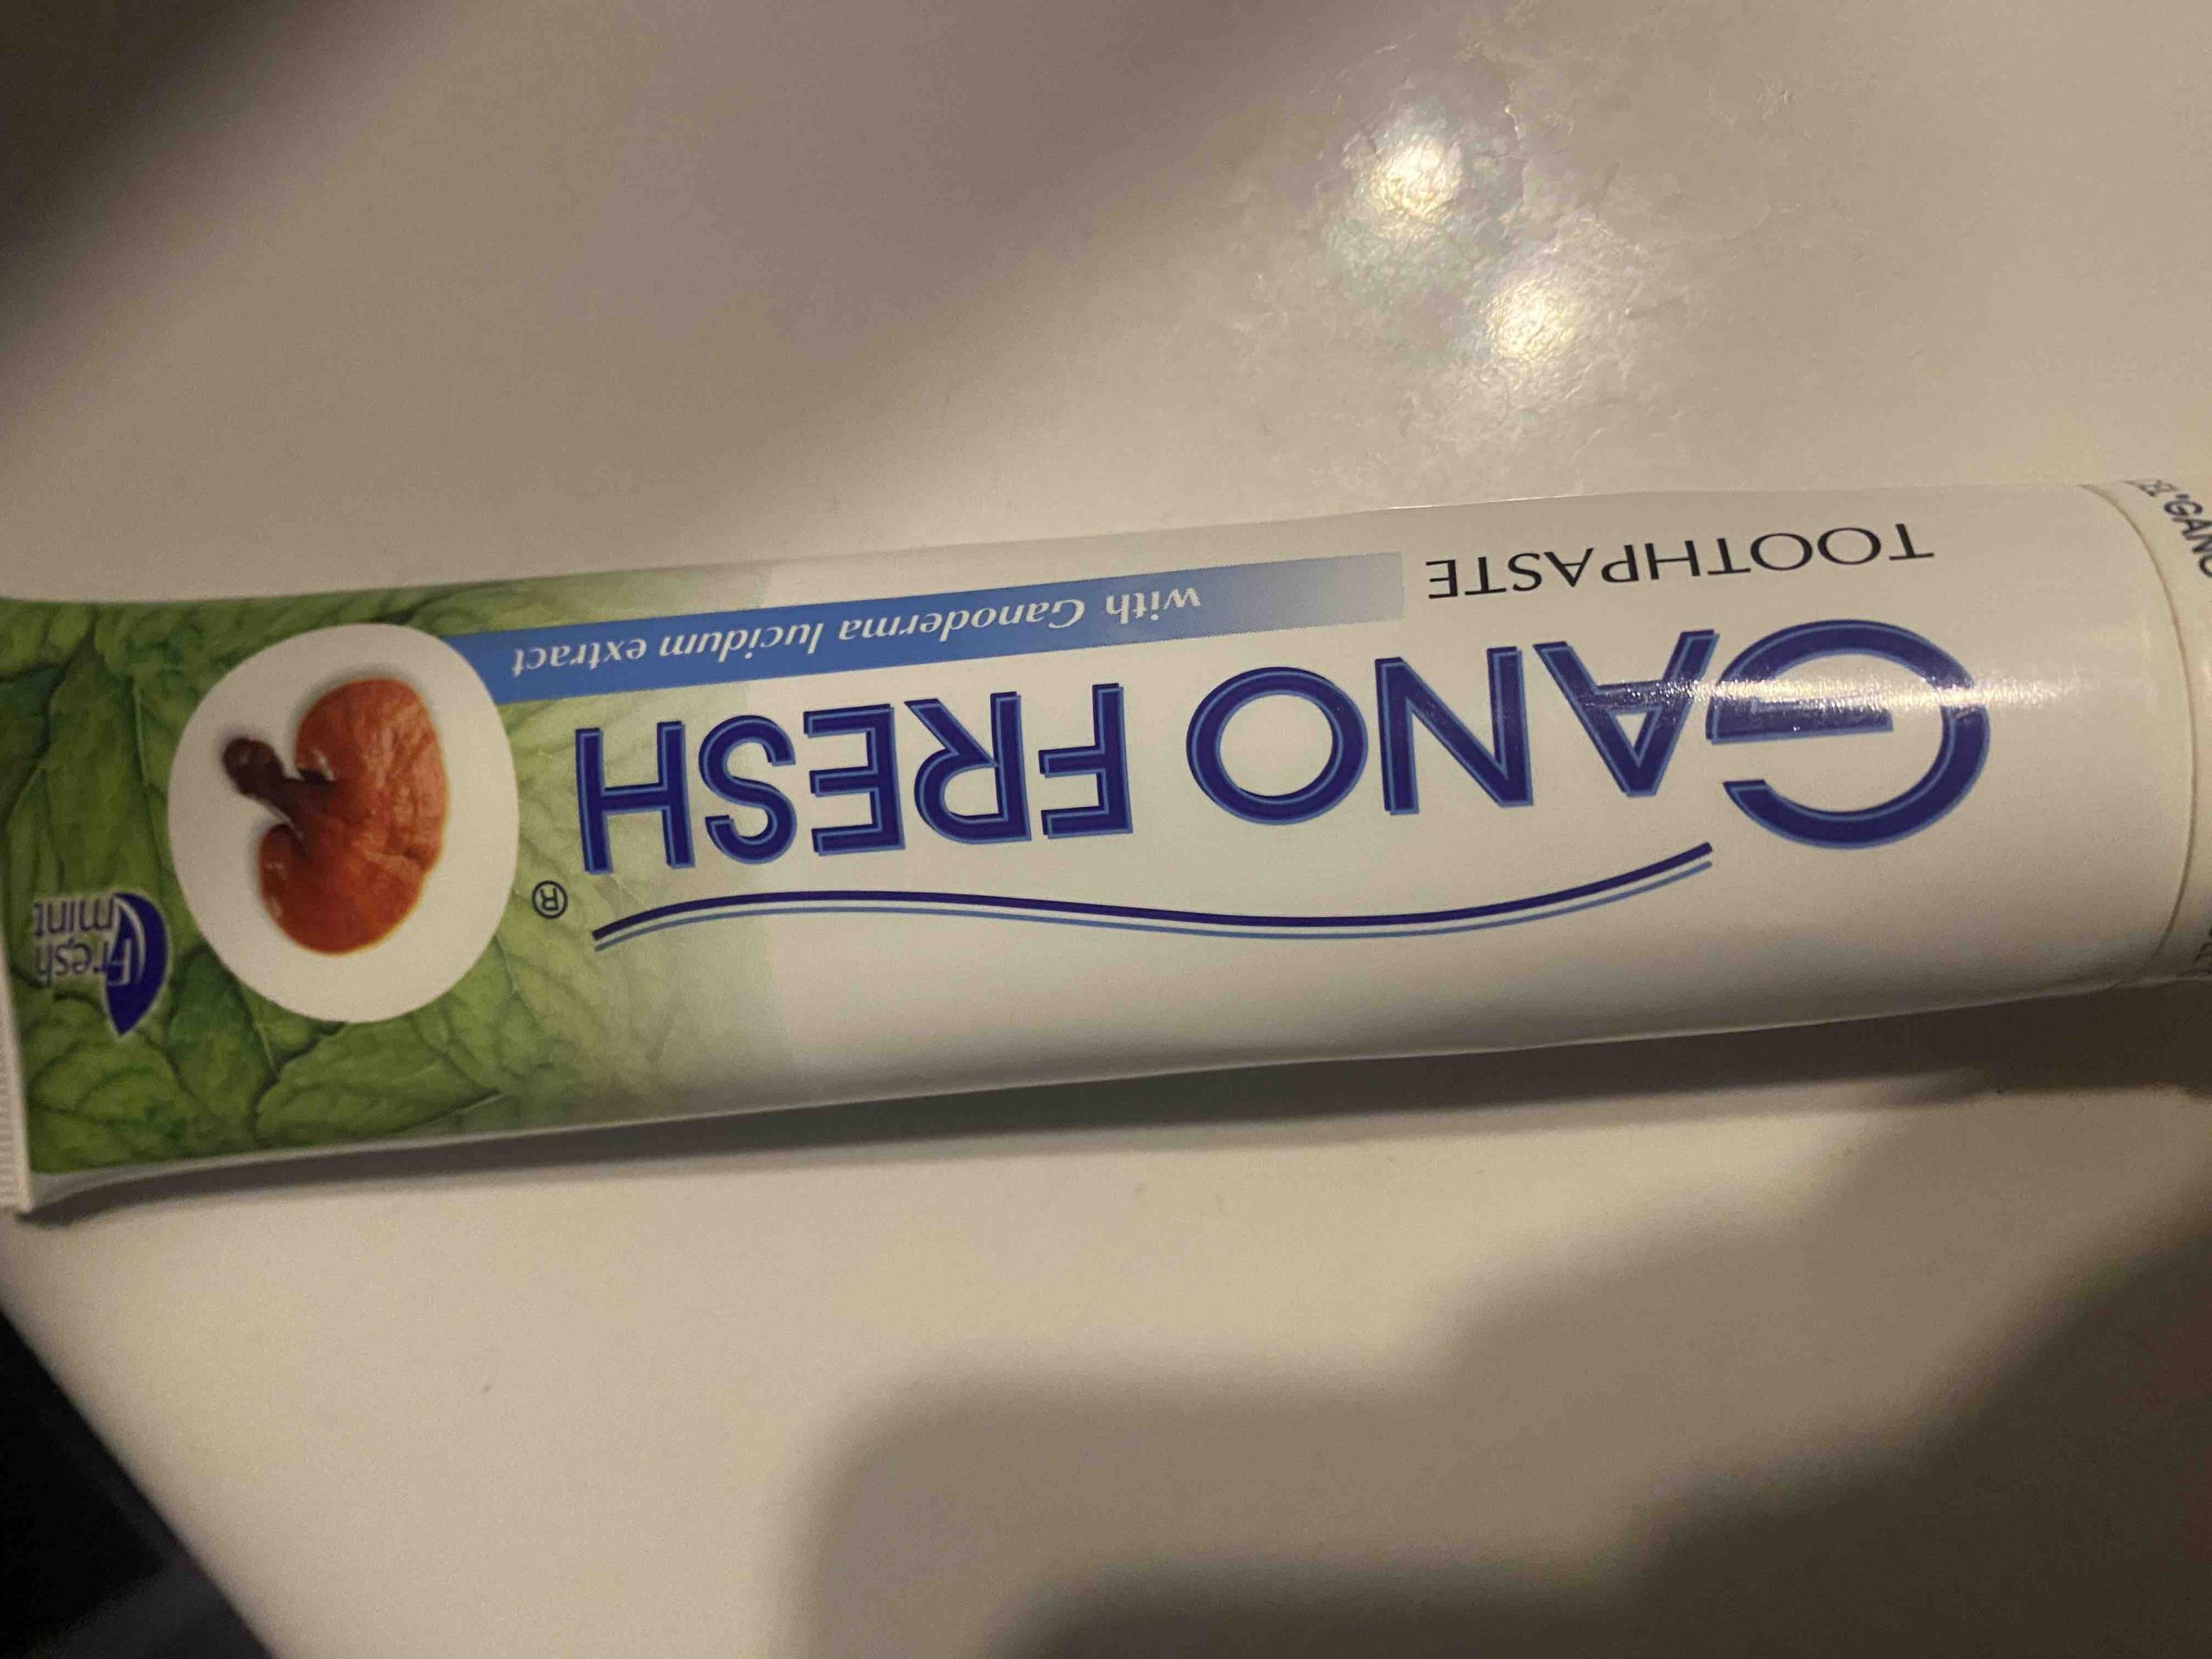 GANO FRESH®
TOOTHPASTE
with Ganoderma lucidum extract
Fresh
mint